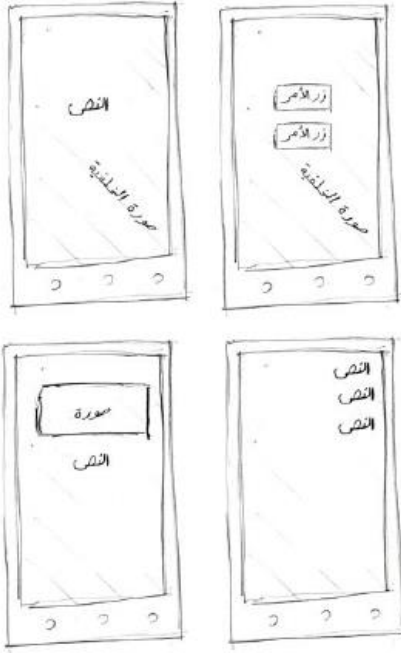 النص
صورة الخلفية
زر الأمر
زر الأمر
صورة الخلفية
صورة
النص
النص
النص
النص